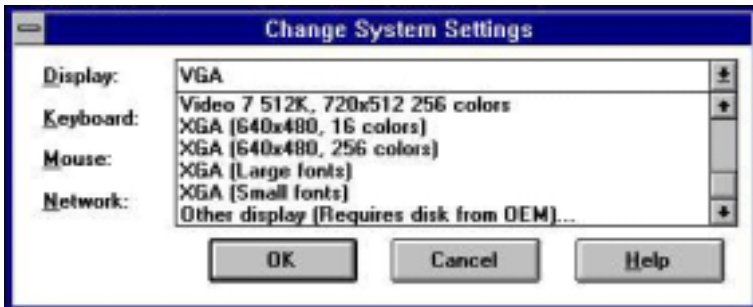 Change System Settings
Display: VGA
Video 7 512K, 720x512 256 colors
Keyboard:
XGA (640x480, 16 colors)
XGA (640x480, 256 colors)
Mouse:
XGA (Large fonts)
XGA (Small fonts)
Network:
Other display (Requires disk from OEM)...
OK Cancel Help